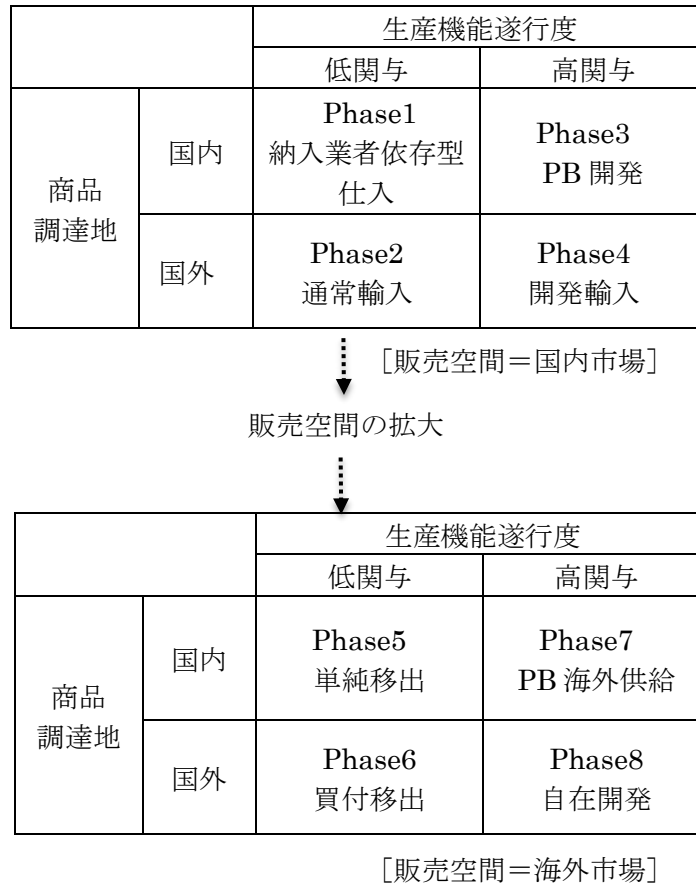 生産機能遂行度
低関与 高関与
商品
調達地
国内
Phase1
納入業者依存型
仕入
Phase3
PB 開発
国外
Phase2
通常輸入
Phase4
開発輸入
［販売空間＝国内市場］
販売空間の拡大
生産機能遂行度
低関与 高関与
商品
調達地
国内
Phase5
単純移出
Phase7
PB 海外供給
国外
Phase6
買付移出
Phase8
自在開発
［販売空間＝海外市場］